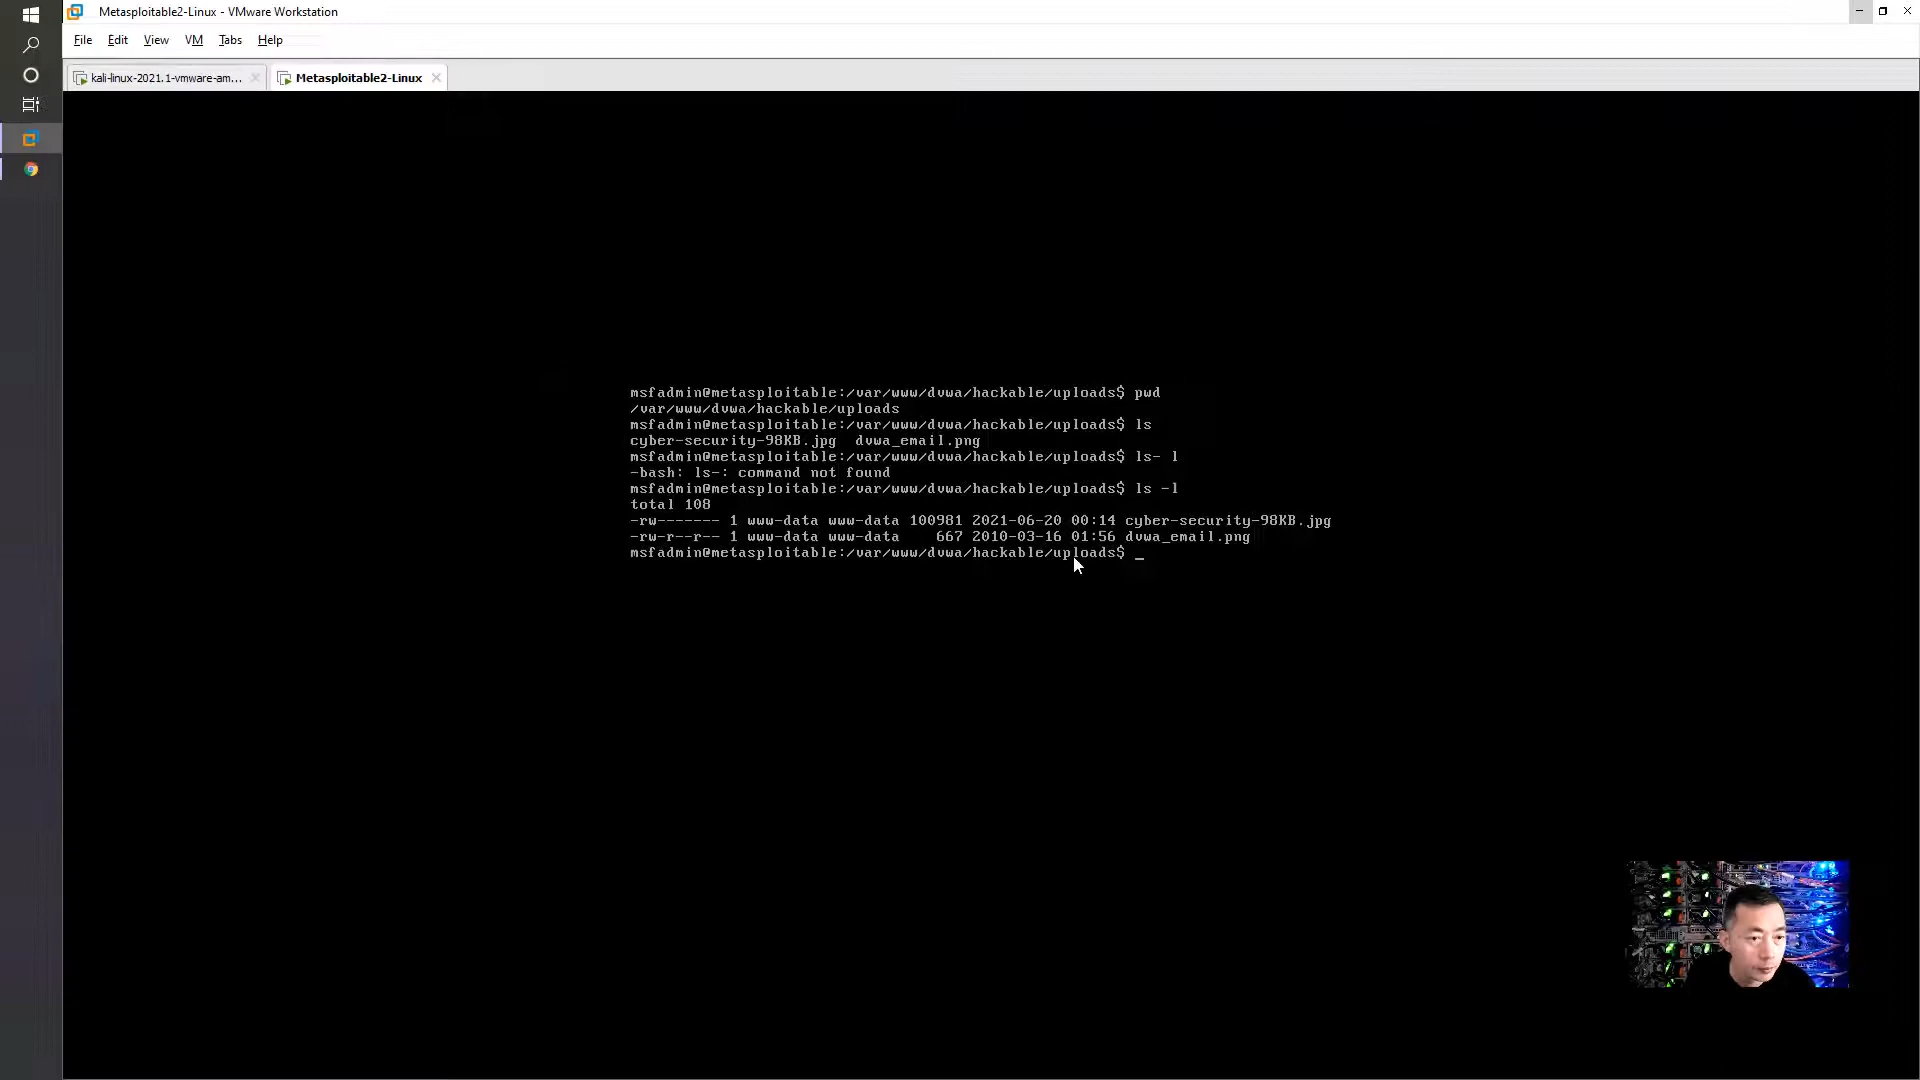 Metasploitable2-Linux - VMware Workstation
File Edit View VM Tabs Help
kali-linux-2021.1-vmware-am... Metasploitable2-Linux
msfadmin@metasploitable:/var/www/dvwa/hackable/uploads$ pwd
/var/www/dvwa/hackable/uploads
msfadmin@metasploitable:/var/www/dvwa/hackable/uploads$ ls
cyber-security-98KB.jpg  dvwa_email.png
msfadmin@metasploitable:/var/www/dvwa/hackable/uploads$ ls- l
-bash: ls-: command not found
msfadmin@metasploitable:/var/www/dvwa/hackable/uploads$ ls -l
total 108
-rw------- 1 www-data www-data 100981 2021-06-20 00:14 cyber-security-98KB.jpg
-rw-r--r-- 1 www-data www-data    667 2010-03-16 01:56 dvwa_email.png
msfadmin@metasploitable:/var/www/dvwa/hackable/uploads$ _